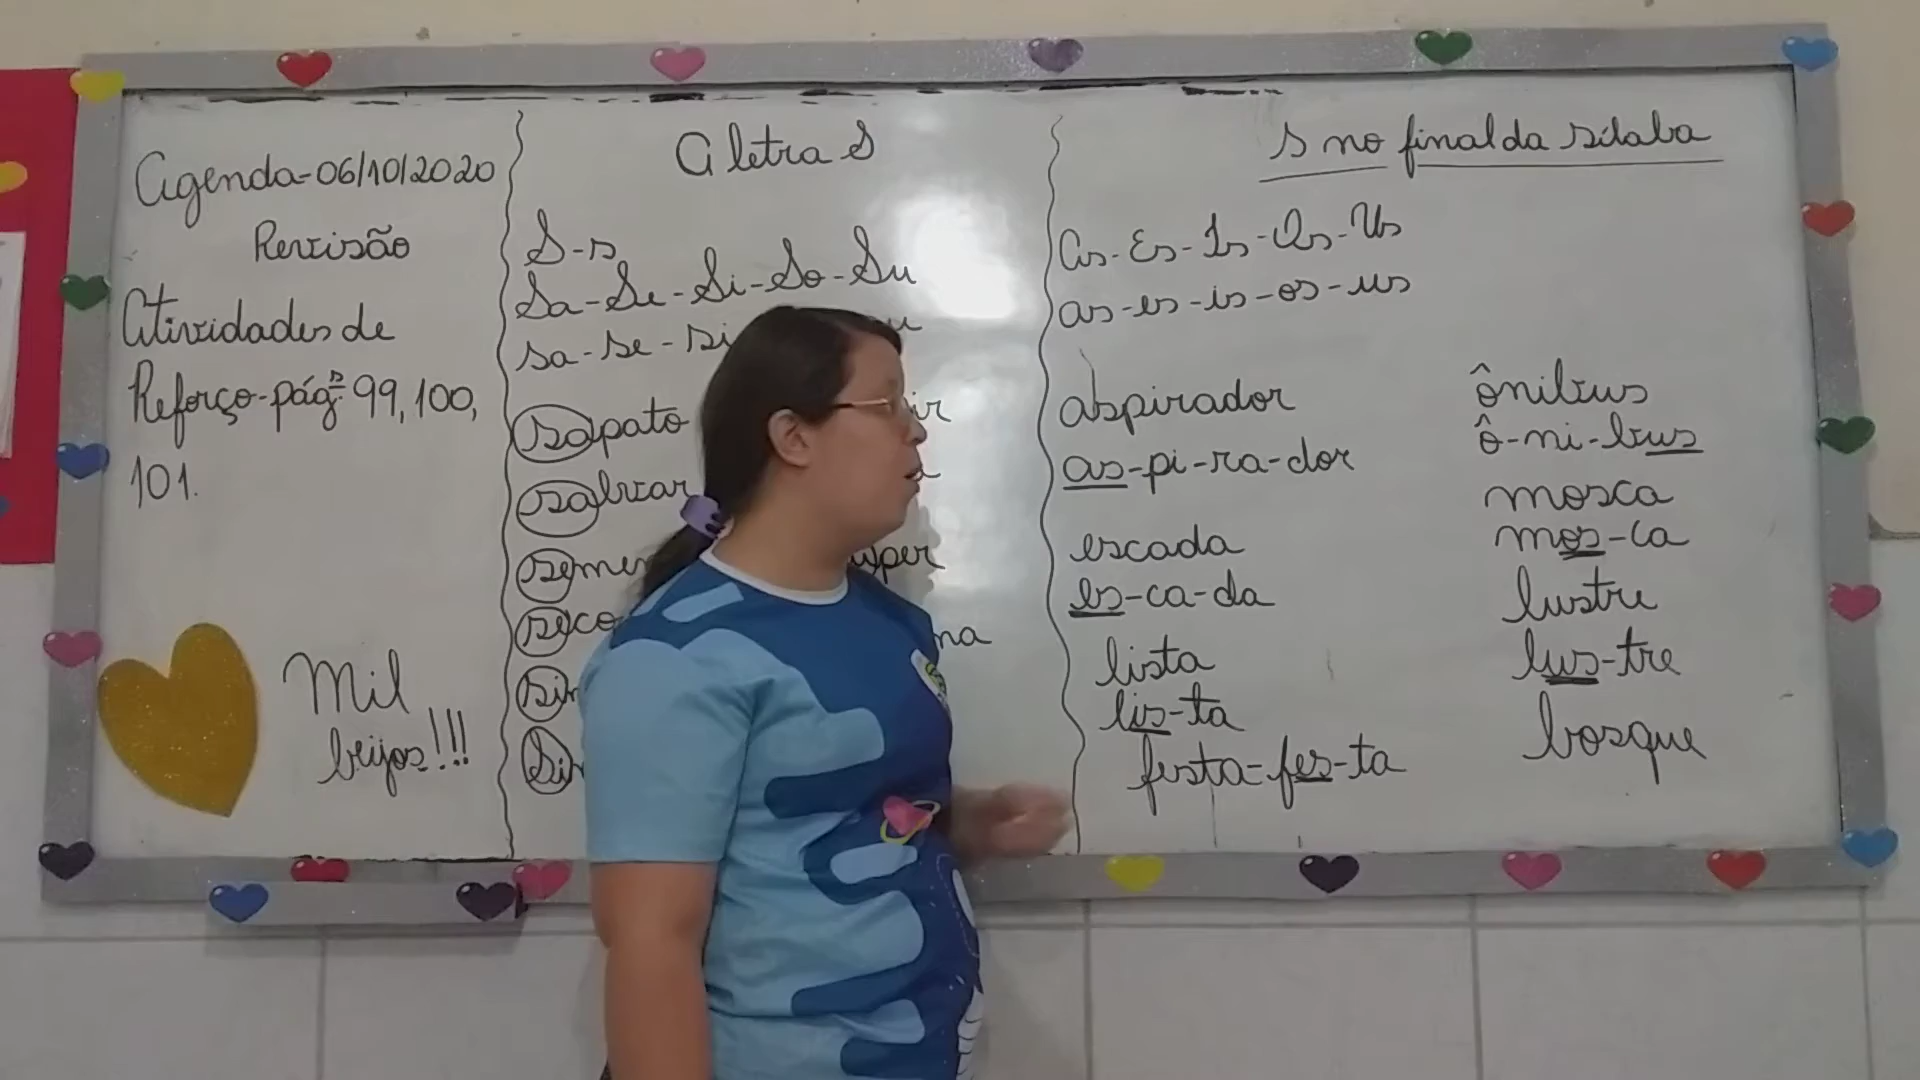 Agenda-06/10/2020
Revisão
Atividades de
Reforço-págs 99, 100,
101.
Mil
beijos!!!
A letra S
S-s
Sa-Se-Si-So-Su
sa-se-si
sapato
salvar
seco
S no final da sílaba
As-Es-Is-Os-Us
as-es-is-os-us
aspirador
as-pi-ra-dor
escada
es-ca-da
lista
lis-ta
festa=fes-ta
ônibus
ô-ni-bus
mosca
mos-ca
lustre
lus-tre
bosque